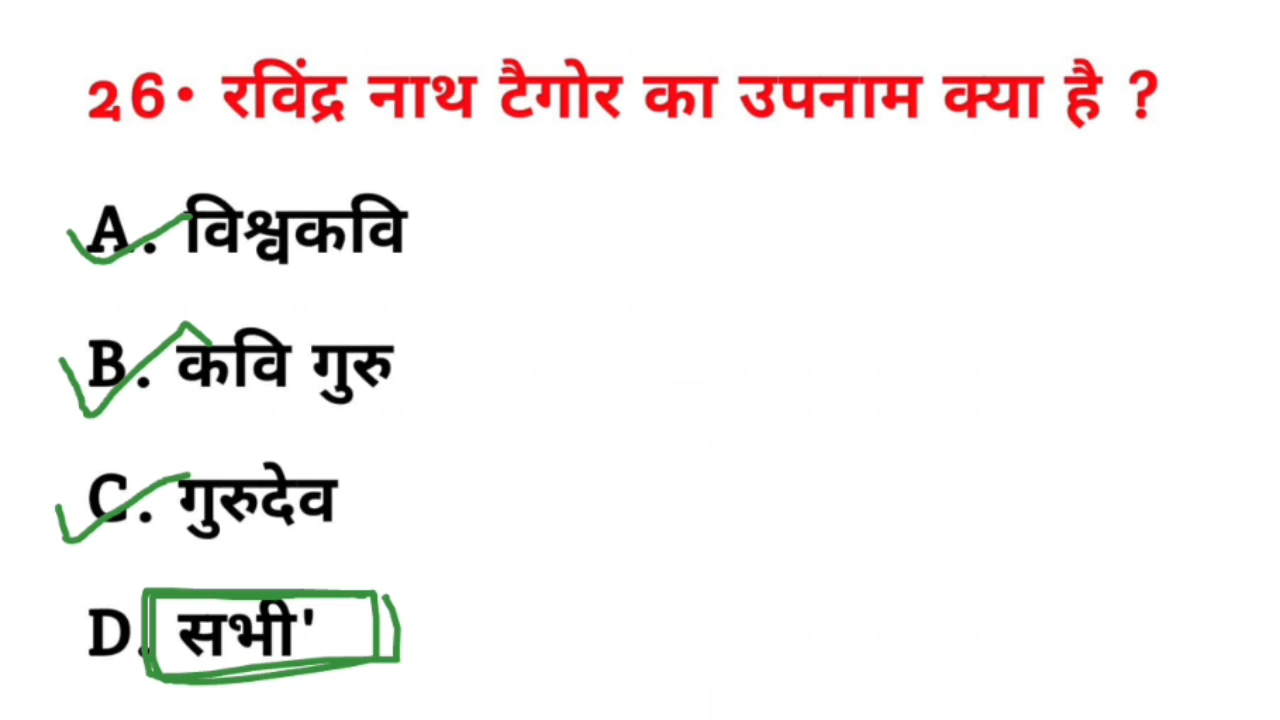 26• रविंद्र नाथ टैगोर का उपनाम क्या है ?
A. विश्वकवि
B. कवि गुरु
C. गुरुदेव
D. सभी'